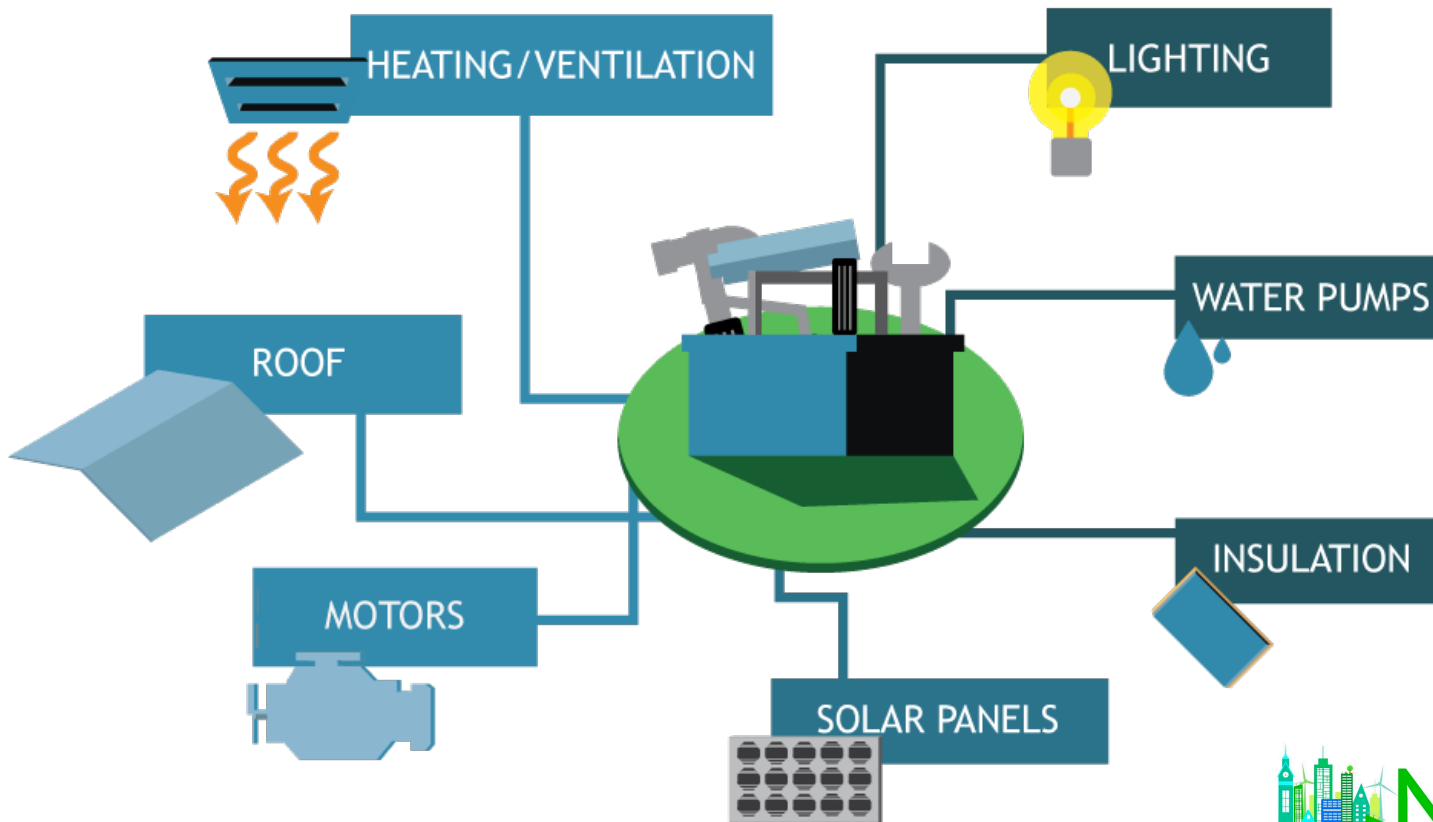 HEATING/VENTILATION
LIGHTING
WATER PUMPS
ROOF
INSULATION
MOTORS
SOLAR PANELS
N